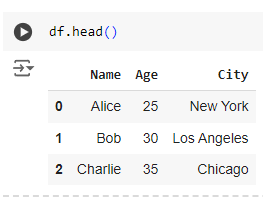 df.head()
Name Age City
0 Alice 25 New York
1 Bob 30 Los Angeles
2 Charlie 35 Chicago